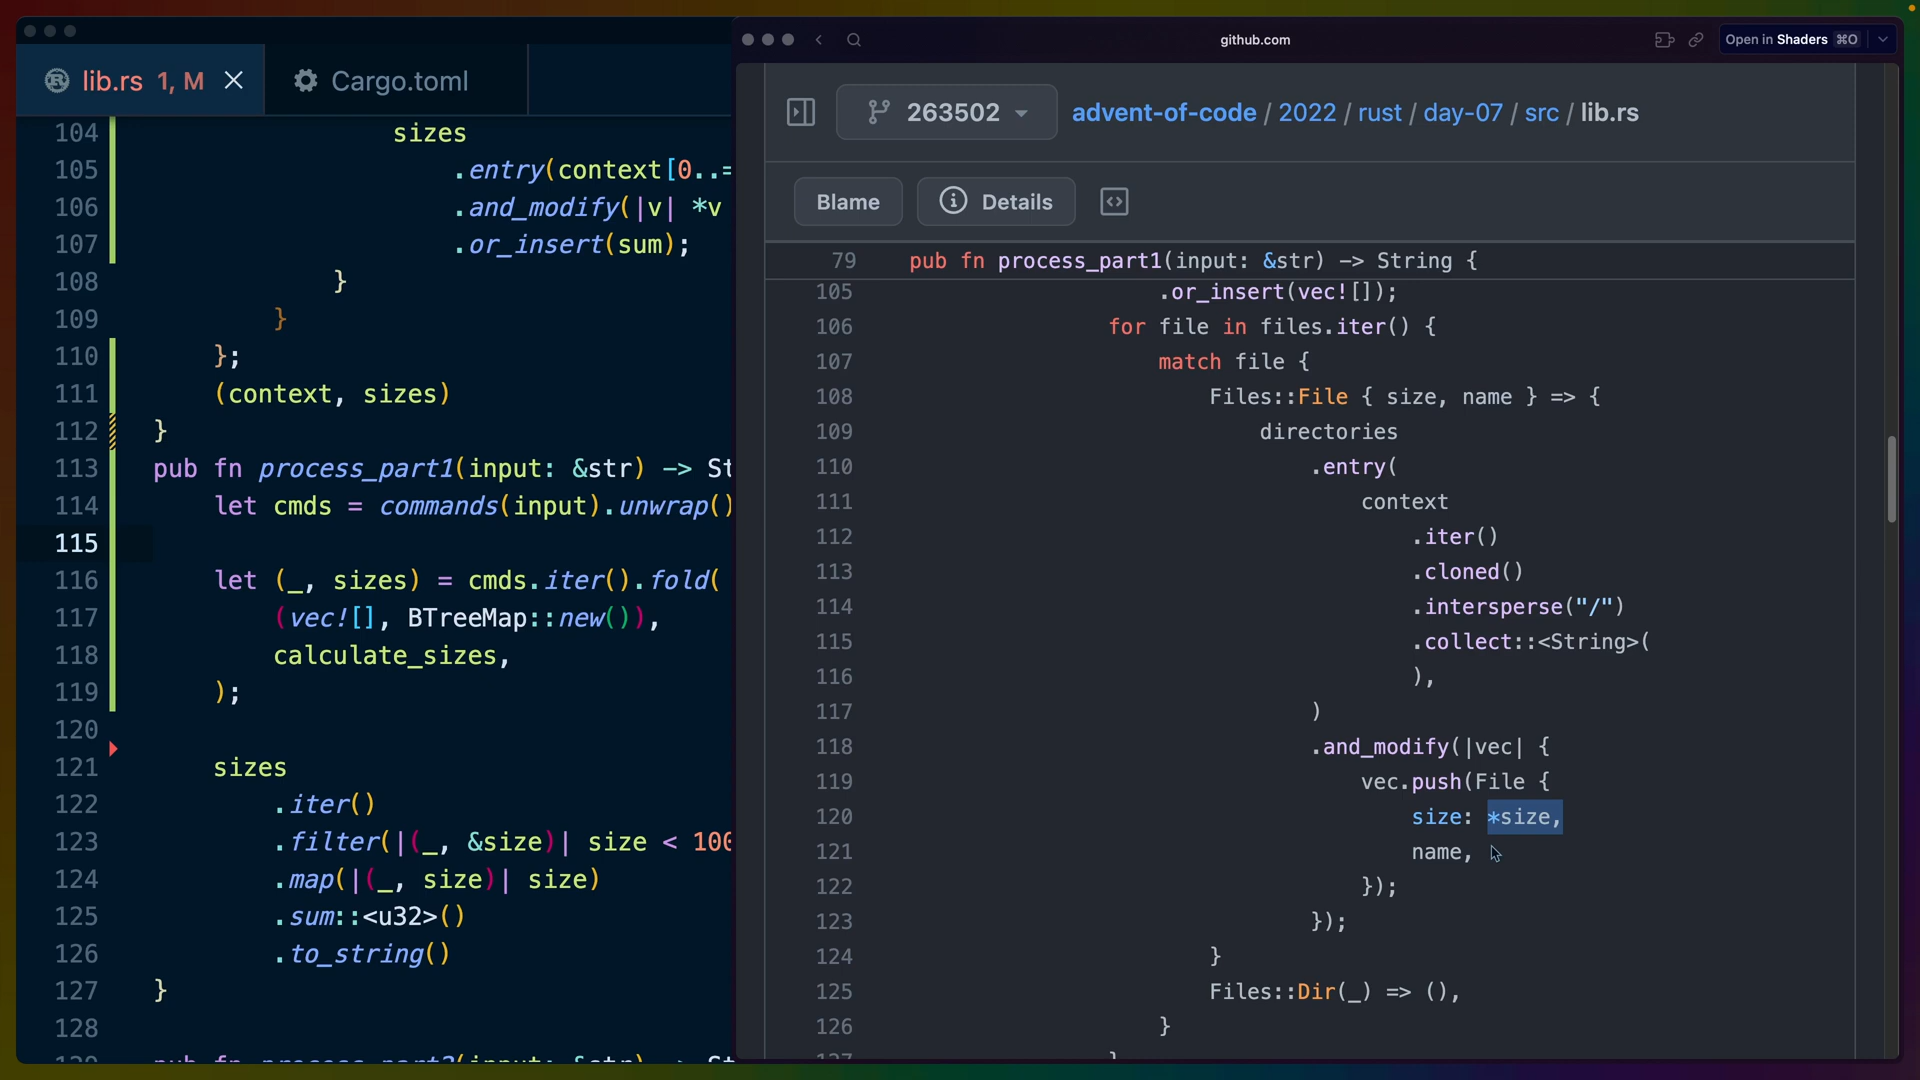 lib.rs 1, M
Cargo.toml
104 sizes
105 .entry(context[0..=
106 .and_modify(|v| *v
107 .or_insert(sum);
108 }
109 }
110 };
111 (context, sizes)
112 }
113 pub fn process_part1(input: &str) -> St
114 let cmds = commands(input).unwrap()
115
116 let (_, sizes) = cmds.iter().fold(
117 (vec![], BTreeMap::new()),
118 calculate_sizes,
119 );
120
121 sizes
122 .iter()
123 .filter(|(_, &size)| size < 100
124 .map(|(_, size)| size)
125 .sum::<u32>()
126 .to_string()
127 }
128
github.com
Open in Shaders ⌘O
263502
advent-of-code / 2022 / rust / day-07 / src / lib.rs
Blame
Details
79 pub fn process_part1(input: &str) -> String {
105 .or_insert(vec![]);
106 for file in files.iter() {
107 match file {
108 Files::File { size, name } => {
109 directories
110 .entry(
111 context
112 .iter()
113 .cloned()
114 .intersperse("/")
115 .collect::<String>(
116 ),
117 )
118 .and_modify(|vec| {
119 vec.push(File {
120 size: *size,
121 name,
122 });
123 });
124 }
125 Files::Dir(_) => (),
126 }